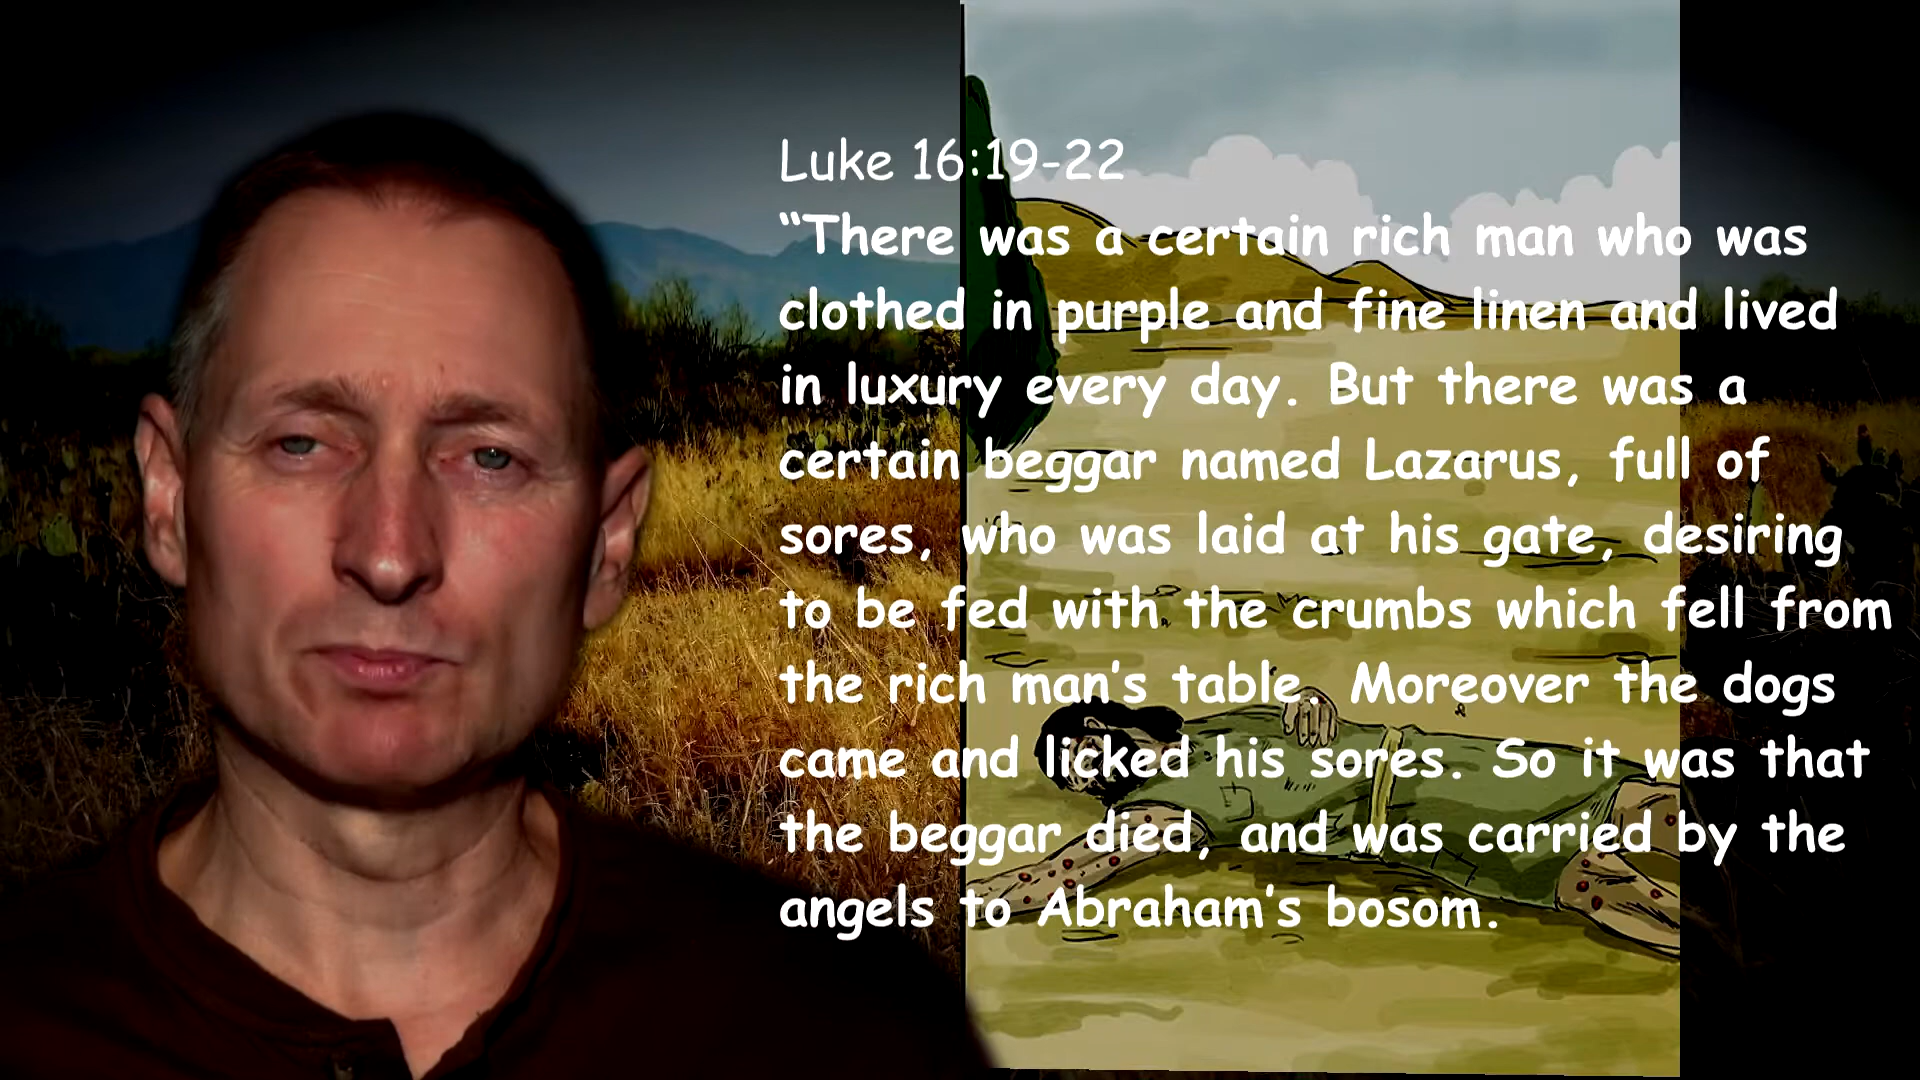 Luke 16:19-22
“There was a certain rich man who was
clothed in purple and fine linen and lived
in luxury every day. But there was a
certain beggar named Lazarus, full of
sores, who was laid at his gate, desiring
to be fed with the crumbs which fell from
the rich man’s table. Moreover the dogs
came and licked his sores. So it was that
the beggar died, and was carried by the
angels to Abraham’s bosom.